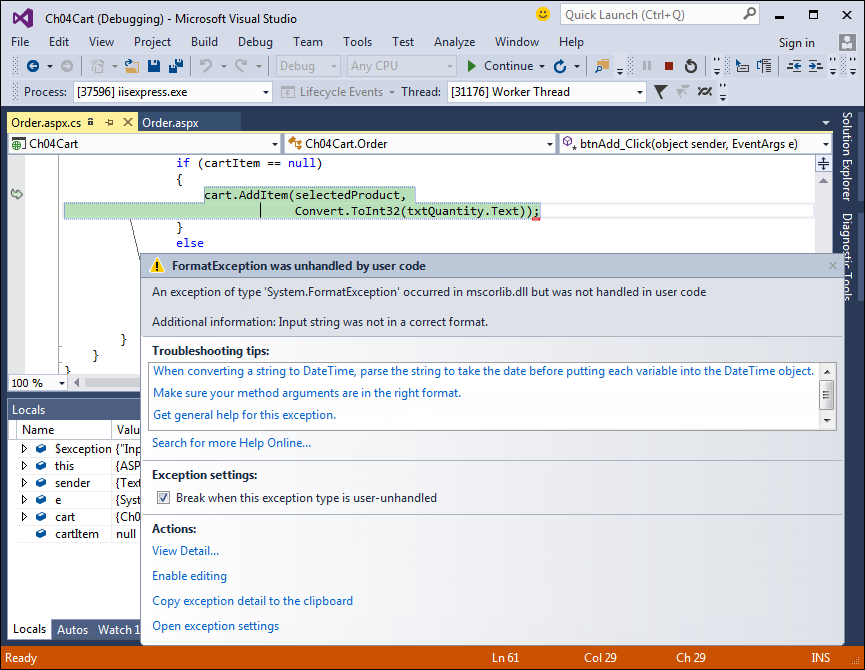 Ch04Cart (Debugging) - Microsoft Visual Studio
Quick Launch (Ctrl+Q)
File Edit View Project Build Debug Team Tools Test Analyze Window Help Sign in
Debug Any CPU Continue
Process: [37596] iisexpress.exe Lifecycle Events Thread: [31176] Worker Thread
Order.aspx.cs Order.aspx
Ch04Cart Ch04Cart.Order btnAdd_Click(object sender, EventArgs e)
if (cartItem == null)
{
cart.AddItem(selectedProduct,
Convert.ToInt32(txtQuantity.Text));
}
else
}
}
}
Solution Explorer
Diagnostic Tools
FormatException was unhandled by user code
An exception of type 'System.FormatException' occurred in mscorlib.dll but was not handled in user code
Additional information: Input string was not in a correct format.
Troubleshooting tips:
When converting a string to DateTime, parse the string to take the date before putting each variable into the DateTime object.
Make sure your method arguments are in the right format.
Get general help for this exception.
Search for more Help Online...
Exception settings:
Break when this exception type is user-unhandled
Actions:
View Detail...
Enable editing
Copy exception detail to the clipboard
Open exception settings
100 %
Locals
Name Valu
$exception {"Inp
this {ASP
sender {Text
e {Syst
cart {Ch0
cartItem null
Locals Autos Watch 1
Ready Ln 61 Col 29 Ch 29 INS